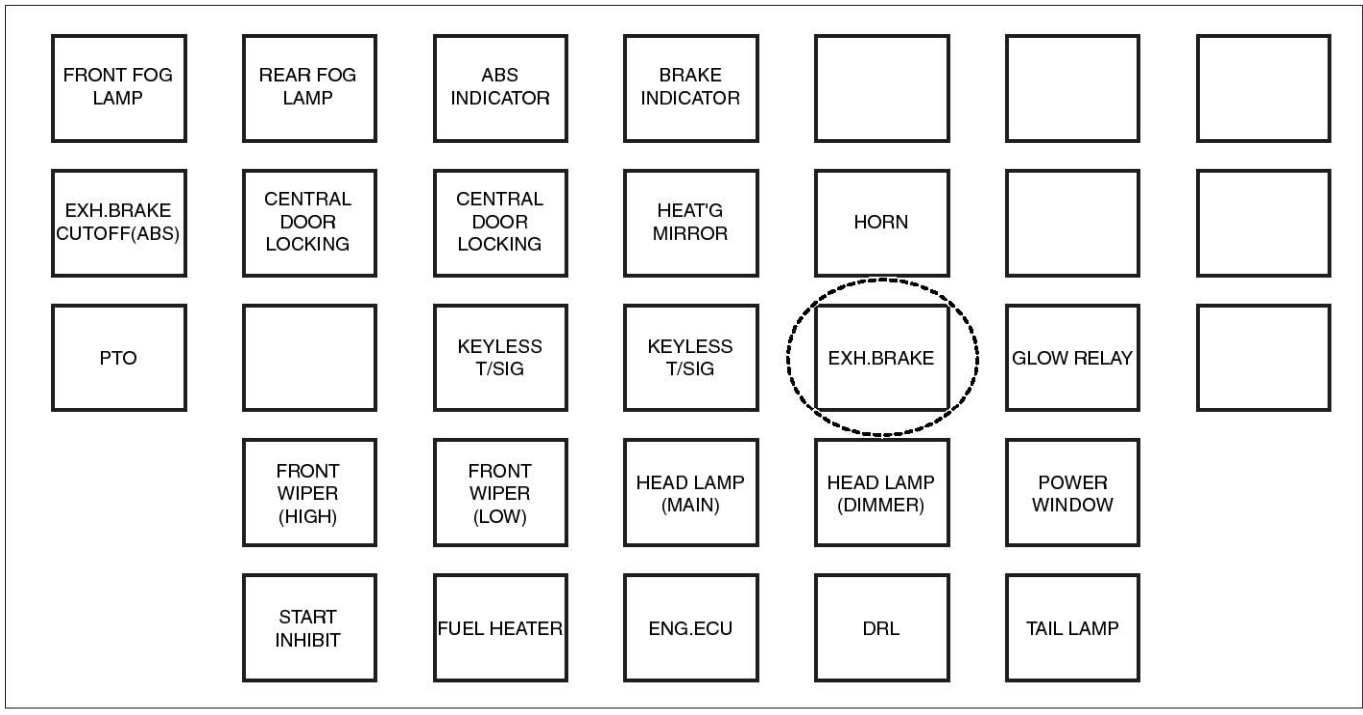 FRONT FOG
LAMP
REAR FOG
LAMP
ABS
INDICATOR
BRAKE
INDICATOR
EXH.BRAKE
CUTOFF(ABS)
CENTRAL
DOOR
LOCKING
CENTRAL
DOOR
LOCKING
HEAT'G
MIRROR
HORN
PTO
KEYLESS
T/SIG
KEYLESS
T/SIG
EXH.BRAKE
GLOW RELAY
FRONT
WIPER
(HIGH)
FRONT
WIPER
(LOW)
HEAD LAMP
(MAIN)
HEAD LAMP
(DIMMER)
POWER
WINDOW
START
INHIBIT
FUEL HEATER
ENG.ECU
DRL
TAIL LAMP